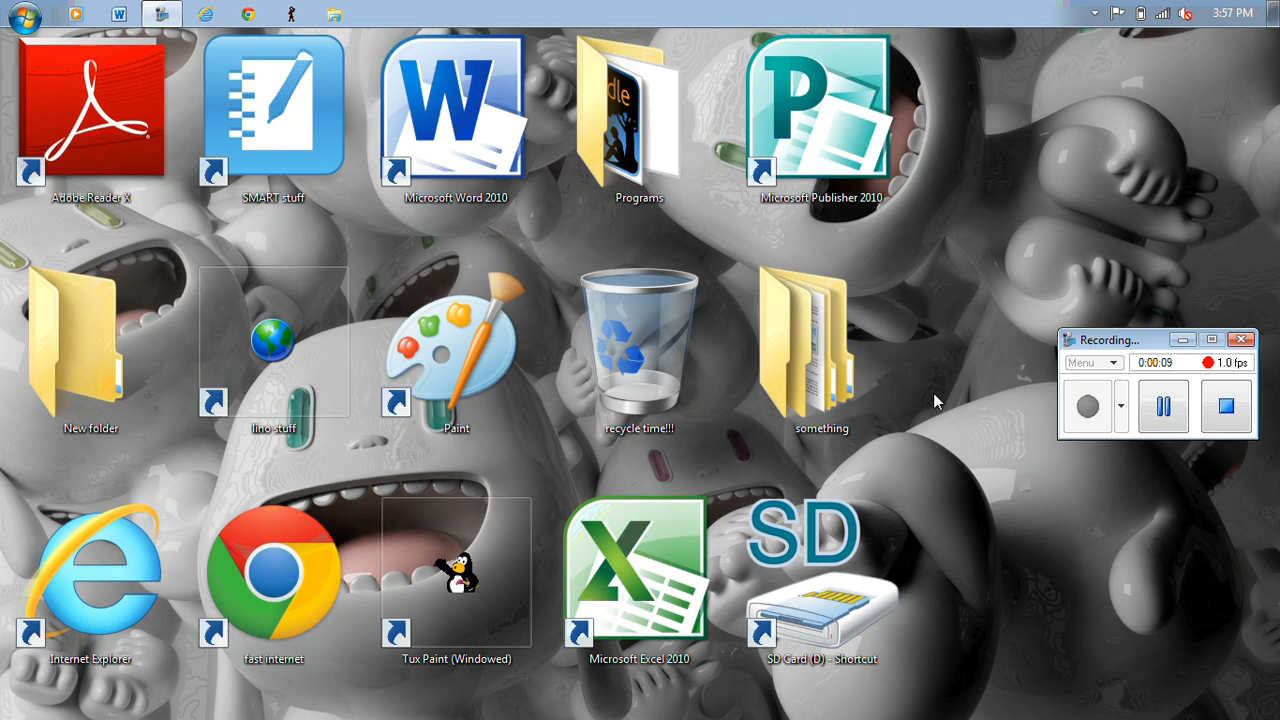 3:57 PM
dle
Adobe Reader X
SMART stuff
Microsoft Word 2010
Programs
Microsoft Publisher 2010
Recording...
Menu
0:00:09
1.0 fps
New folder
lino stuff
Paint
recycle time!!!
something
SD
Internet Explorer
fast internet
Tux Paint (Windowed)
Microsoft Excel 2010
SD Card (D) - Shortcut